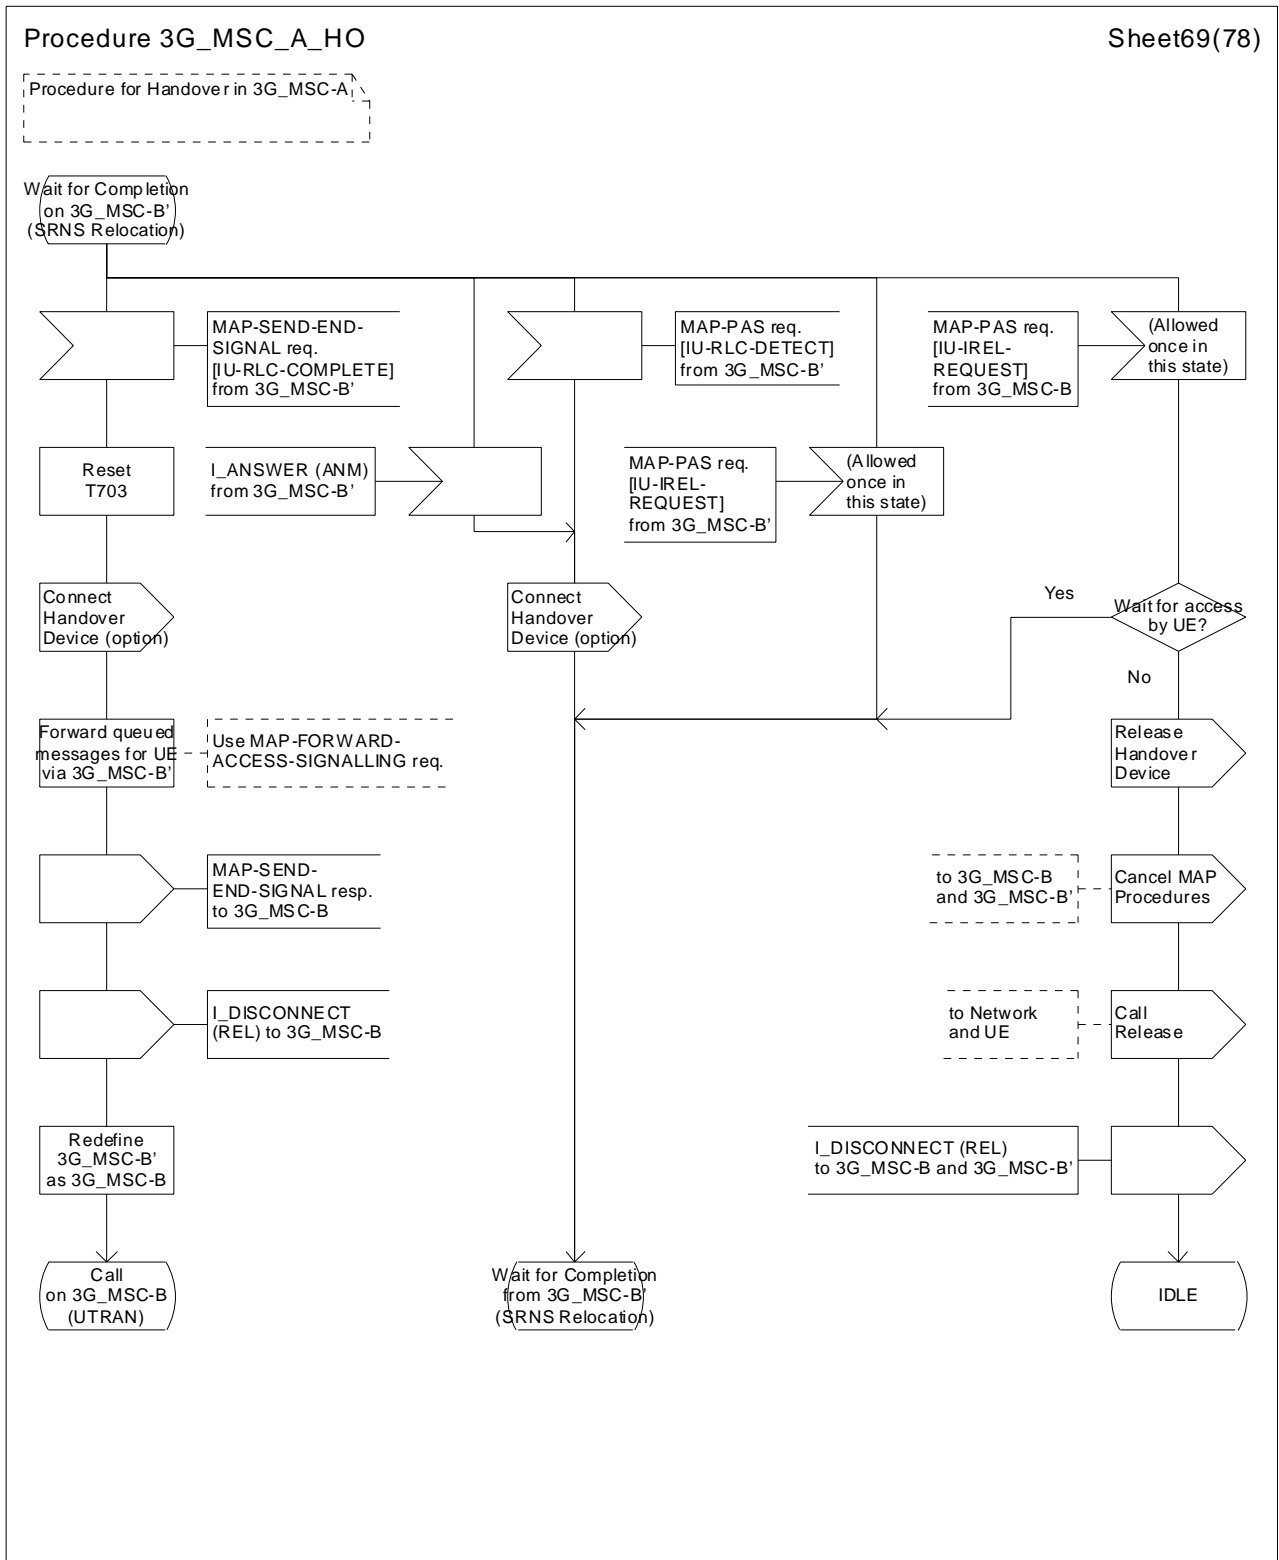 Procedure 3G_MSC_A_HO
Sheet69(78)
Procedure for Handover in 3G_MSC-A
Wait for Completion
on 3G_MSC-B'
(SRNS Relocation)
MAP-SEND-END-
SIGNAL req.
[IU-RLC-COMPLETE]
from 3G_MSC-B'
MAP-PAS req.
[IU-RLC-DETECT]
from 3G_MSC-B'
MAP-PAS req.
[IU-IREL-
REQUEST]
from 3G_MSC-B
(Allowed
once in
this state)
Reset
T703
I_ANSWER (ANM)
from 3G_MSC-B'
MAP-PAS req.
[IU-IREL-
REQUEST]
from 3G_MSC-B'
(Allowed
once in
this state)
Connect
Handover
Device (option)
Connect
Handover
Device (option)
Yes
Wait for access
by UE?
No
Forward queued
messages for UE
via 3G_MSC-B'
Use MAP-FORWARD-
ACCESS-SIGNALLING req.
Release
Handover
Device
MAP-SEND-
END-SIGNAL resp.
to 3G_MSC-B
to 3G_MSC-B
and 3G_MSC-B'
Cancel MAP
Procedures
I_DISCONNECT
(REL) to 3G_MSC-B
to Network
and UE
Call
Release
Redefine
3G_MSC-B'
as 3G_MSC-B
I_DISCONNECT (REL)
to 3G_MSC-B and 3G_MSC-B'
Call
on 3G_MSC-B
(UTRAN)
Wait for Completion
from 3G_MSC-B'
(SRNS Relocation)
IDLE